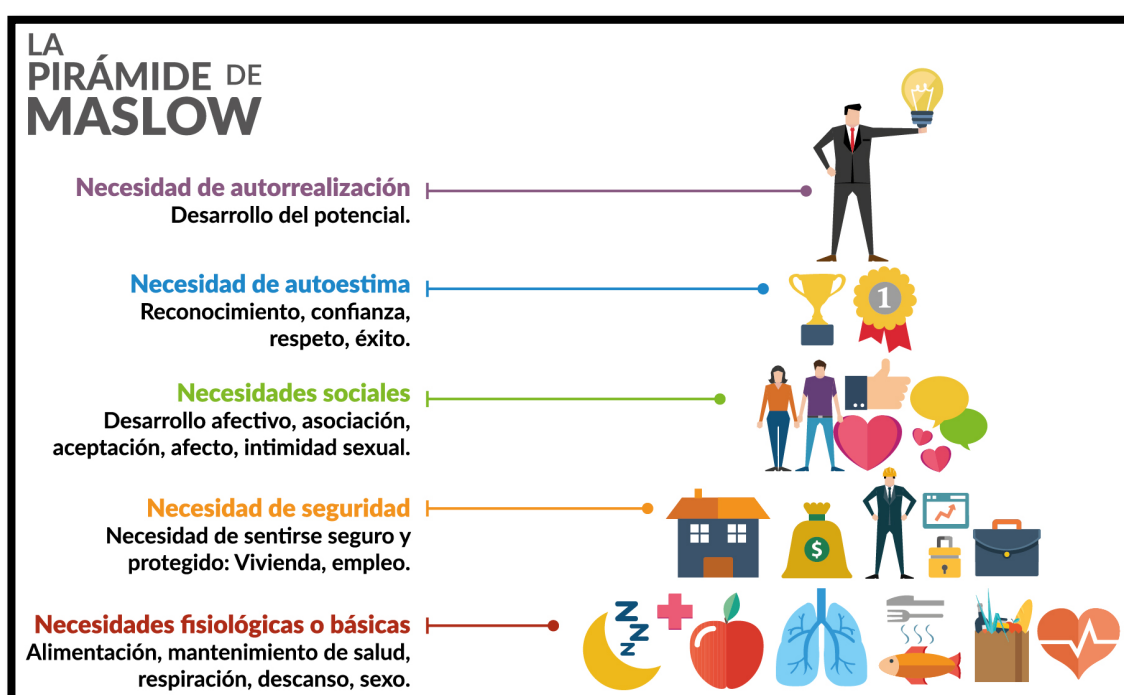 LA
PIRÁMIDE DE
MASLOW
Necesidad de autorrealización
Desarrollo del potencial.
Necesidad de autoestima
Reconocimiento, confianza,
respeto, éxito.
1
Necesidades sociales
Desarrollo afectivo, asociación,
aceptación, afecto, intimidad sexual.
Necesidad de seguridad
Necesidad de sentirse seguro y
protegido: Vivienda, empleo.
$
Necesidades fisiológicas o básicas
Alimentación, mantenimiento de salud,
respiración, descanso, sexo.
Z
Z
Z